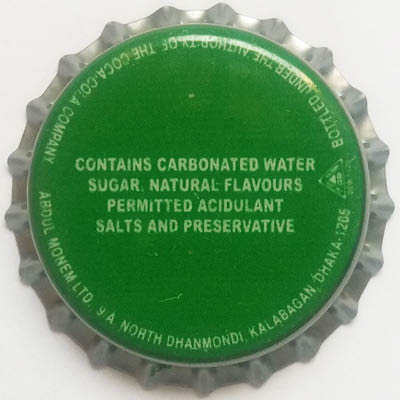 CONTAINS CARBONATED WATER
SUGAR, NATURAL FLAVOURS
PERMITTED ACIDULANT
SALTS AND PRESERVATIVE
BOTTLED UNDER THE AUTHORITY OF THE COCA-COLA COMPANY
ABDUL MONEM LTD. 9 A, NORTH DHANMONDI, KALABAGAN, DHAKA-1205